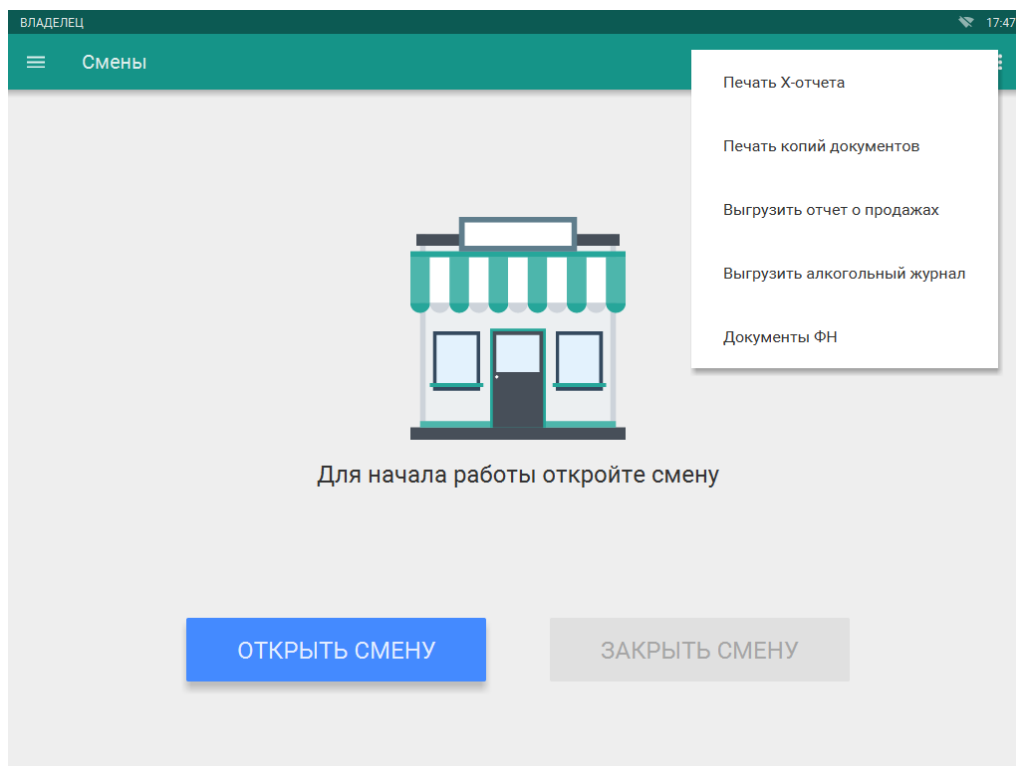 ВЛАДЕЛЕЦ
17:47
Смены
Печать X-отчета
Печать копий документов
Выгрузить отчет о продажах
Выгрузить алкогольный журнал
Документы ФН
Для начала работы откройте смену
ОТКРЫТЬ СМЕНУ
ЗАКРЫТЬ СМЕНУ